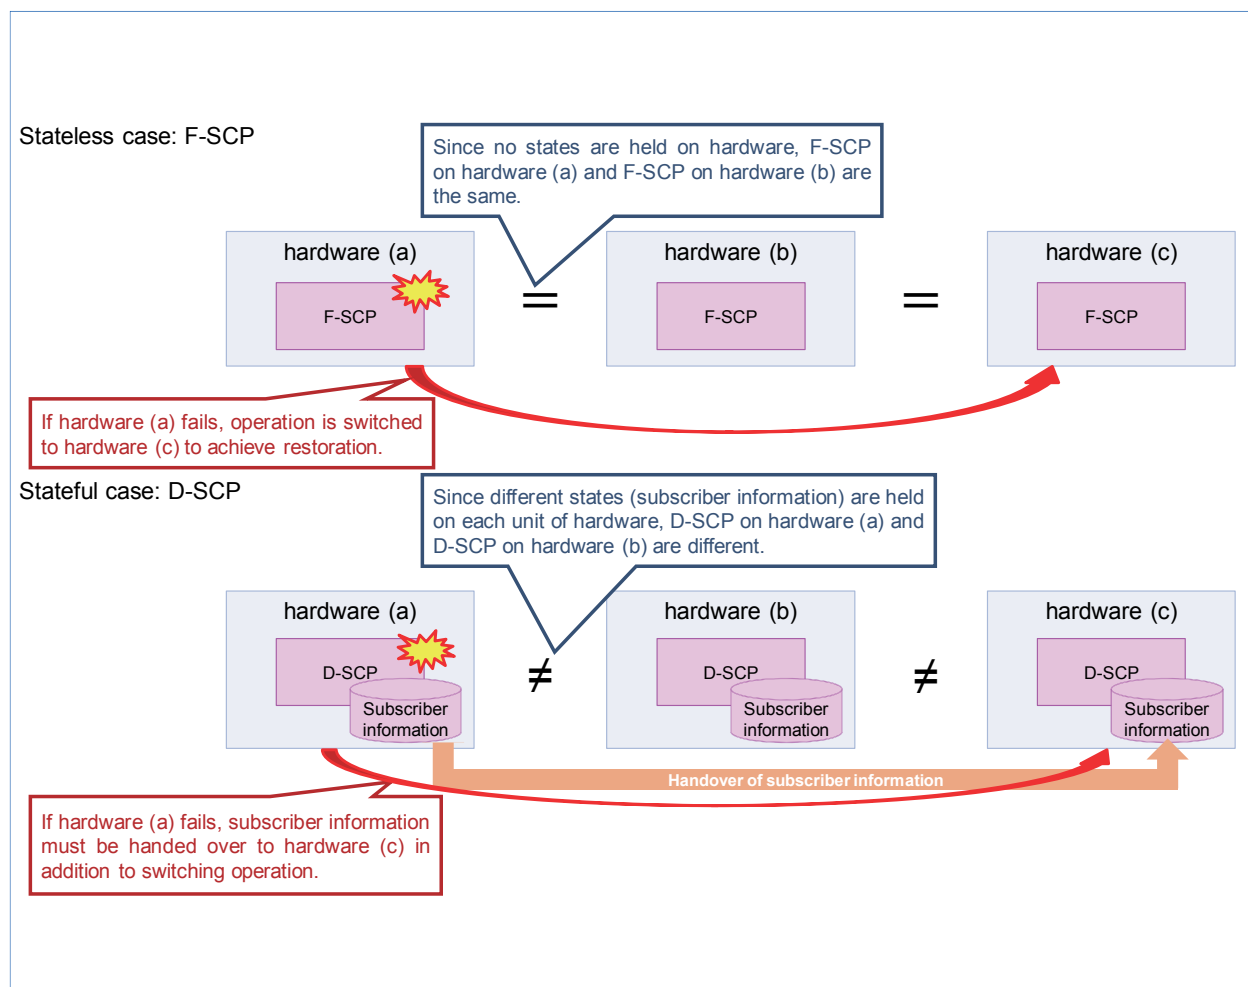 Stateless case: F-SCP
Since no states are held on hardware, F-SCP
on hardware (a) and F-SCP on hardware (b) are
the same.
hardware (a)
hardware (b)
hardware (c)
F-SCP
=
F-SCP
=
F-SCP
If hardware (a) fails, operation is switched
to hardware (c) to achieve restoration.
Stateful case: D-SCP
Since different states (subscriber information) are held
on each unit of hardware, D-SCP on hardware (a) and
D-SCP on hardware (b) are different.
hardware (a)
hardware (b)
hardware (c)
D-SCP
≠
D-SCP
≠
D-SCP
Subscriber
information
Subscriber
information
Subscriber
information
Handover of subscriber information
If hardware (a) fails, subscriber information
must be handed over to hardware (c) in
addition to switching operation.